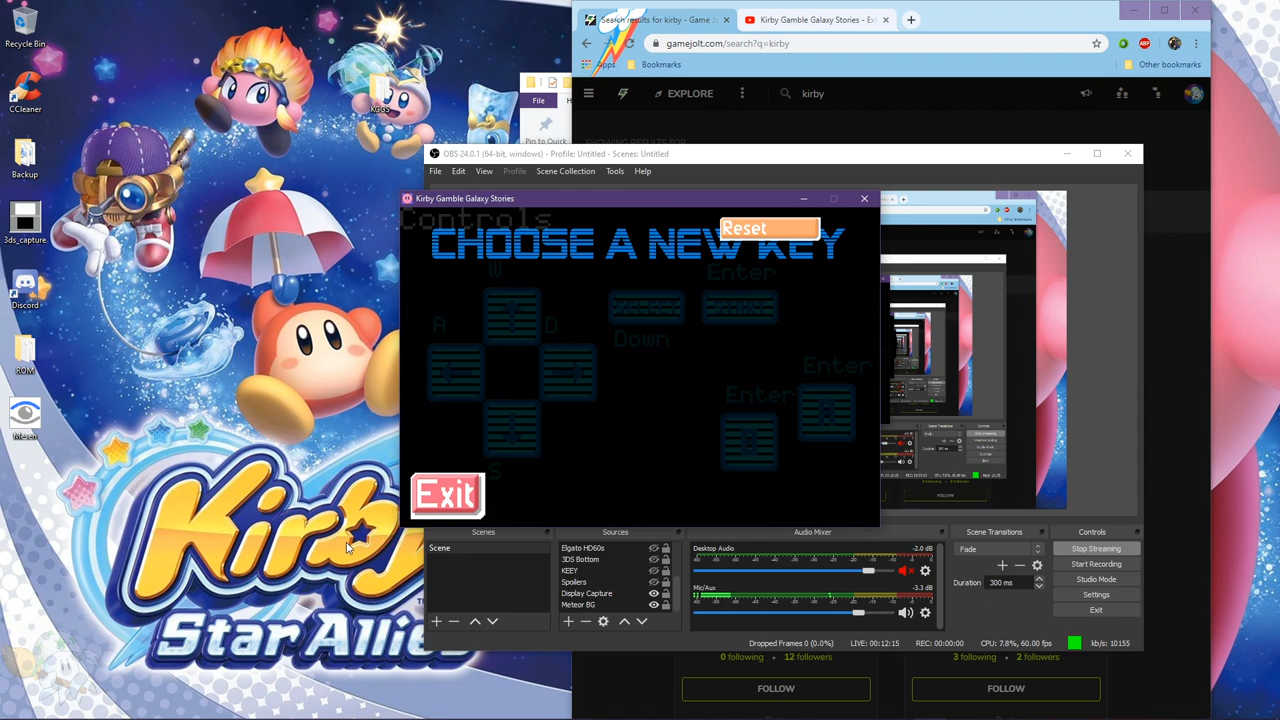 Recycle Bin
CCleaner
Backup
3ds_capture
Discord
ROM
KGGS
Kirby
Star Allies
File
Pin to Quick
Search results for kirby - Game J
Kirby Gamble Galaxy Stories - Ext
gamejolt.com/search?q=kirby
ABP
Apps
Bookmarks
Other bookmarks
EXPLORE
kirby
SHOWING RESULTS FOR
OBS 24.0.1 (64-bit, windows) - Profile: Untitled - Scenes: Untitled
File Edit View Profile Scene Collection Tools Help
Kirby Gamble Galaxy Stories
Controls
Reset
CHOOSE A NEW KEY
W
Enter
A
D
Down
Enter
Enter
S
Exit
Scenes
Scene
Sources
Elgato HD60s
3DS Bottom
KEEY
Spoilers
Display Capture
Meteor BG
Audio Mixer
Desktop Audio
-2.0 dB
Mic/Aux
-3.3 dB
Scene Transitions
Fade
Duration 300 ms
Controls
Stop Streaming
Start Recording
Studio Mode
Settings
Exit
Dropped Frames 0 (0.0%)
LIVE: 00:12:15
REC: 00:00:00
CPU: 7.8%, 60.00 fps
kb/s: 10155
0 following • 12 followers
3 following • 2 followers
FOLLOW
FOLLOW